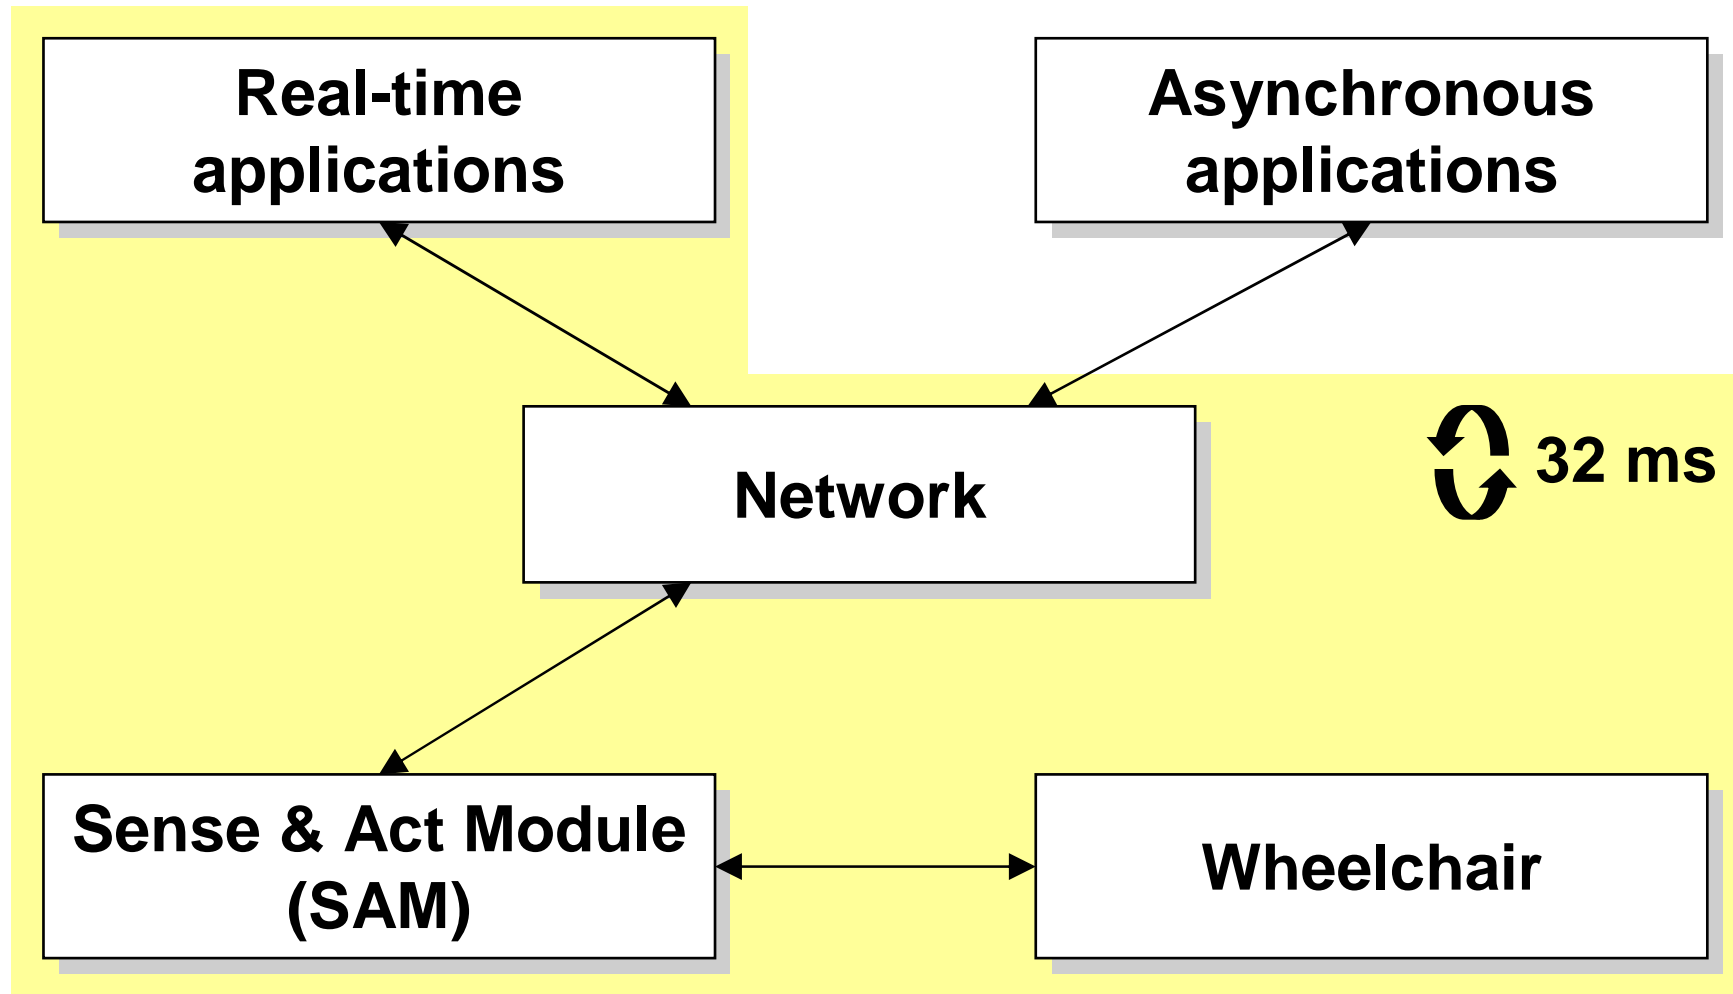 Real-time
applications
Asynchronous
applications
Network
32 ms
Sense & Act Module
(SAM)
Wheelchair